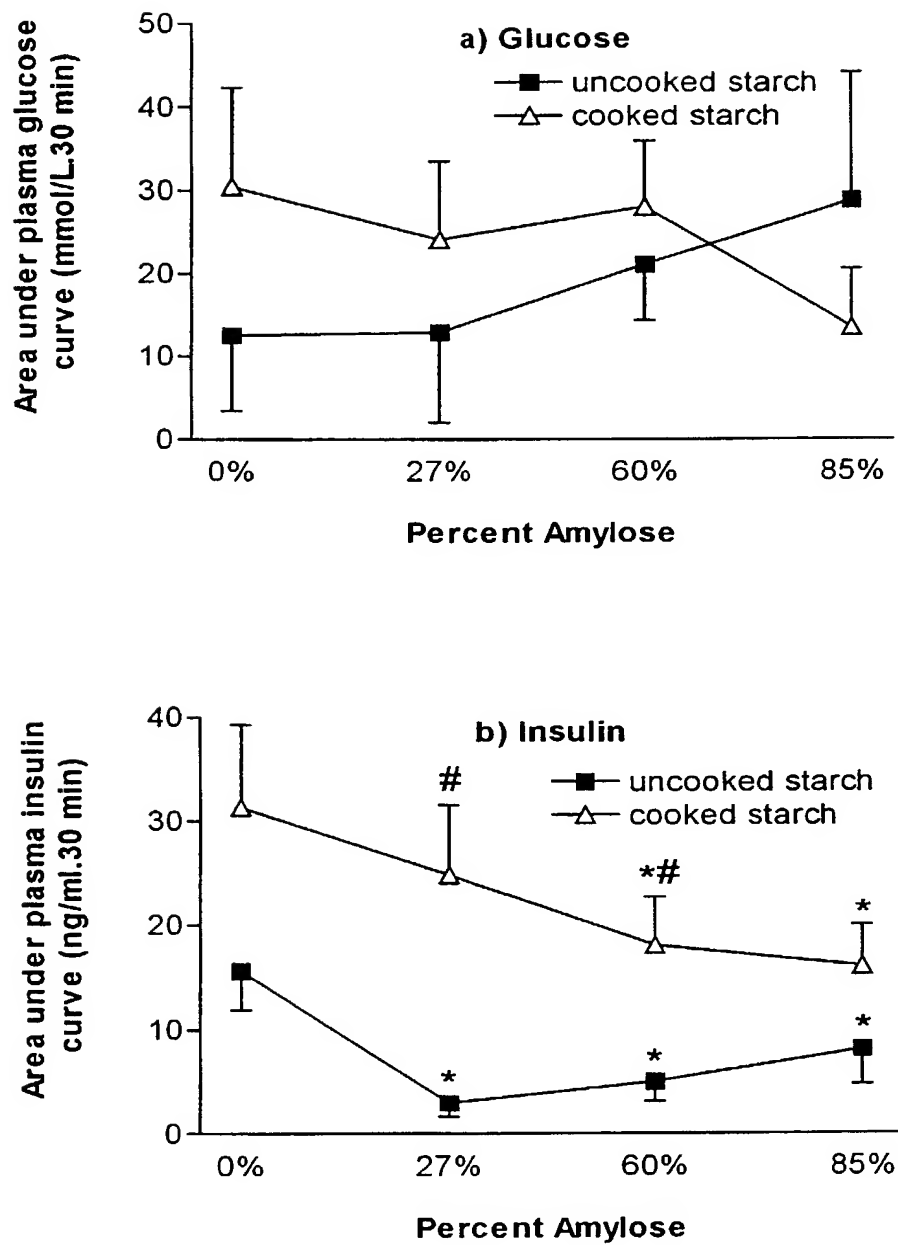 a) Glucose
uncooked starch
cooked starch
Area under plasma glucose
curve (mmol/L.30 min)
50
40
30
20
10
0
0% 27% 60% 85%
Percent Amylose
b) Insulin
uncooked starch
cooked starch
Area under plasma insulin
curve (ng/ml.30 min)
40
30
20
10
0
#
*#
*
*
*
*
0% 27% 60% 85%
Percent Amylose